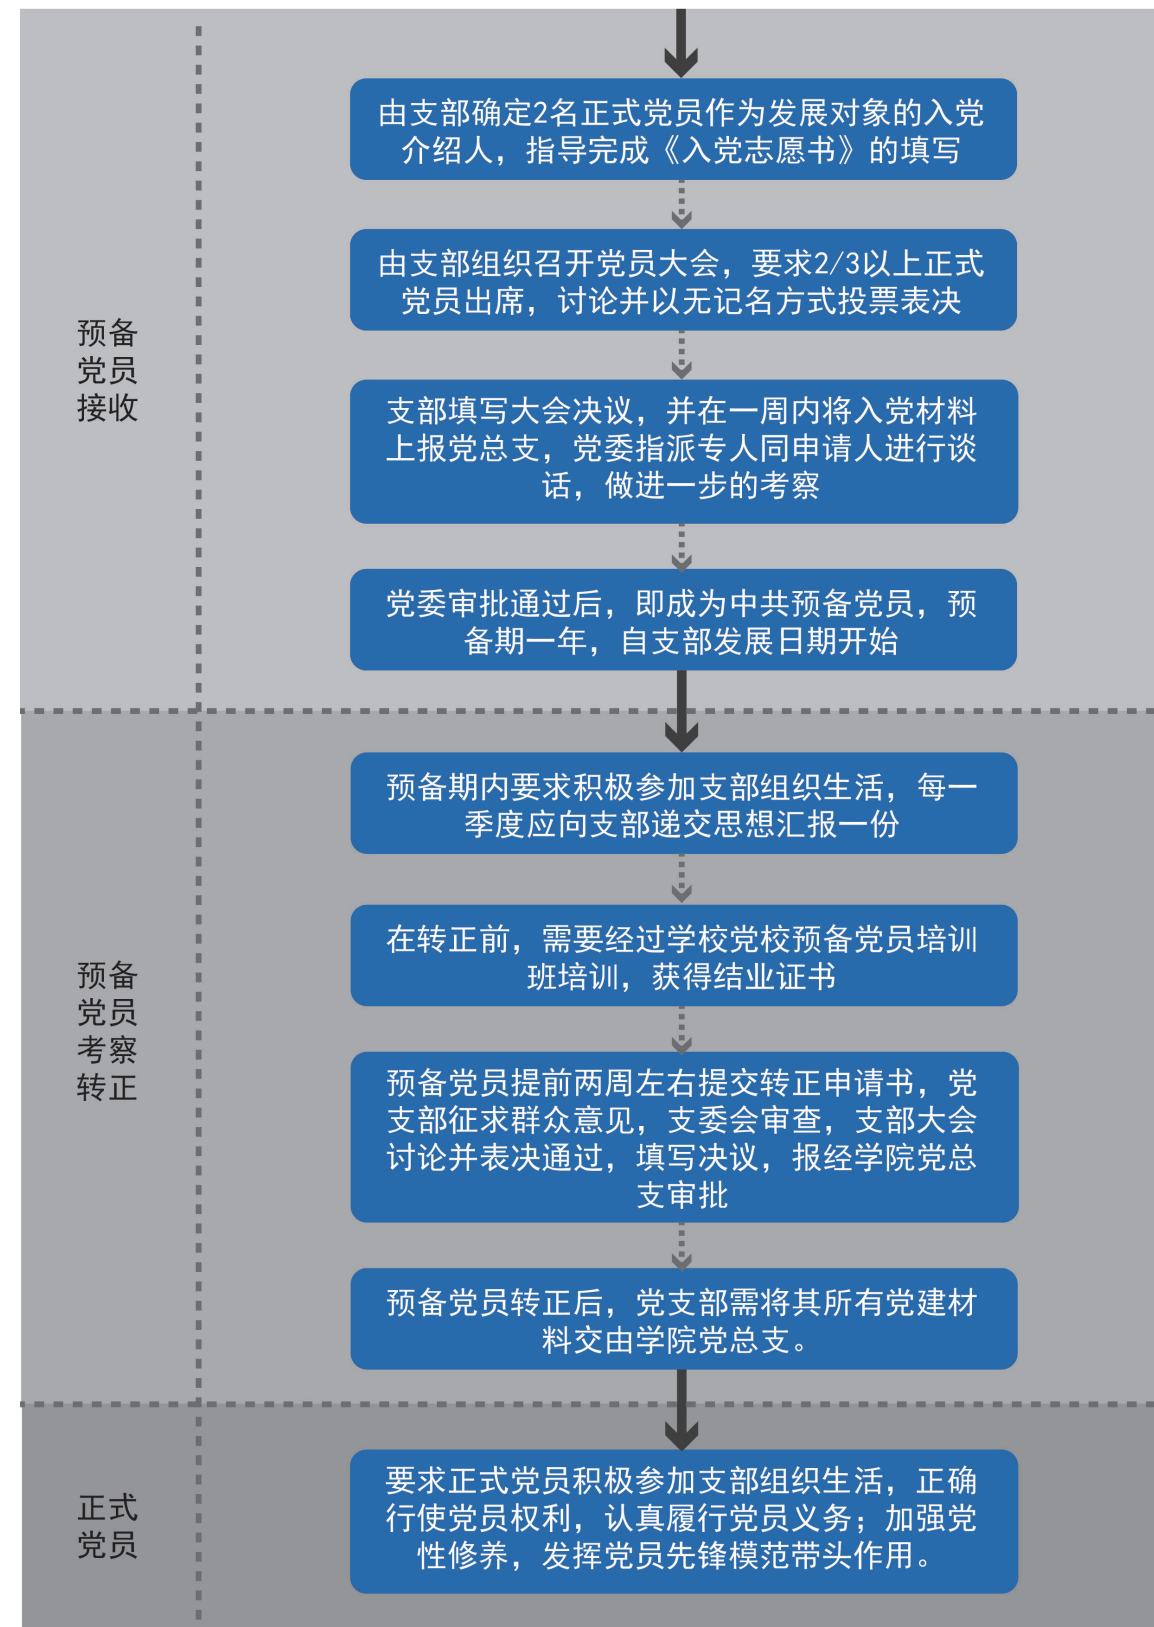 预备
党员
接收
由支部确定2名正式党员作为发展对象的入党
介绍人，指导完成《入党志愿书》的填写
由支部组织召开党员大会，要求2/3以上正式
党员出席，讨论并以无记名方式投票表决
支部填写大会决议，并在一周内将入党材料
上报党总支，党委指派专人同申请人进行谈
话，做进一步的考察
党委审批通过后，即成为中共预备党员，预
备期一年，自支部发展日期开始
预备
党员
考察
转正
预备期内要求积极参加支部组织生活，每一
季度应向支部递交思想汇报一份
在转正前，需要经过学校党校预备党员培训
班培训，获得结业证书
预备党员提前两周左右提交转正申请书，党
支部征求群众意见，支委会审查，支部大会
讨论并表决通过，填写决议，报经学院党总
支审批
预备党员转正后，党支部需将其所有党建材
料交由学院党总支。
正式
党员
要求正式党员积极参加支部组织生活，正确
行使党员权利，认真履行党员义务；加强党
性修养，发挥党员先锋模范带头作用。